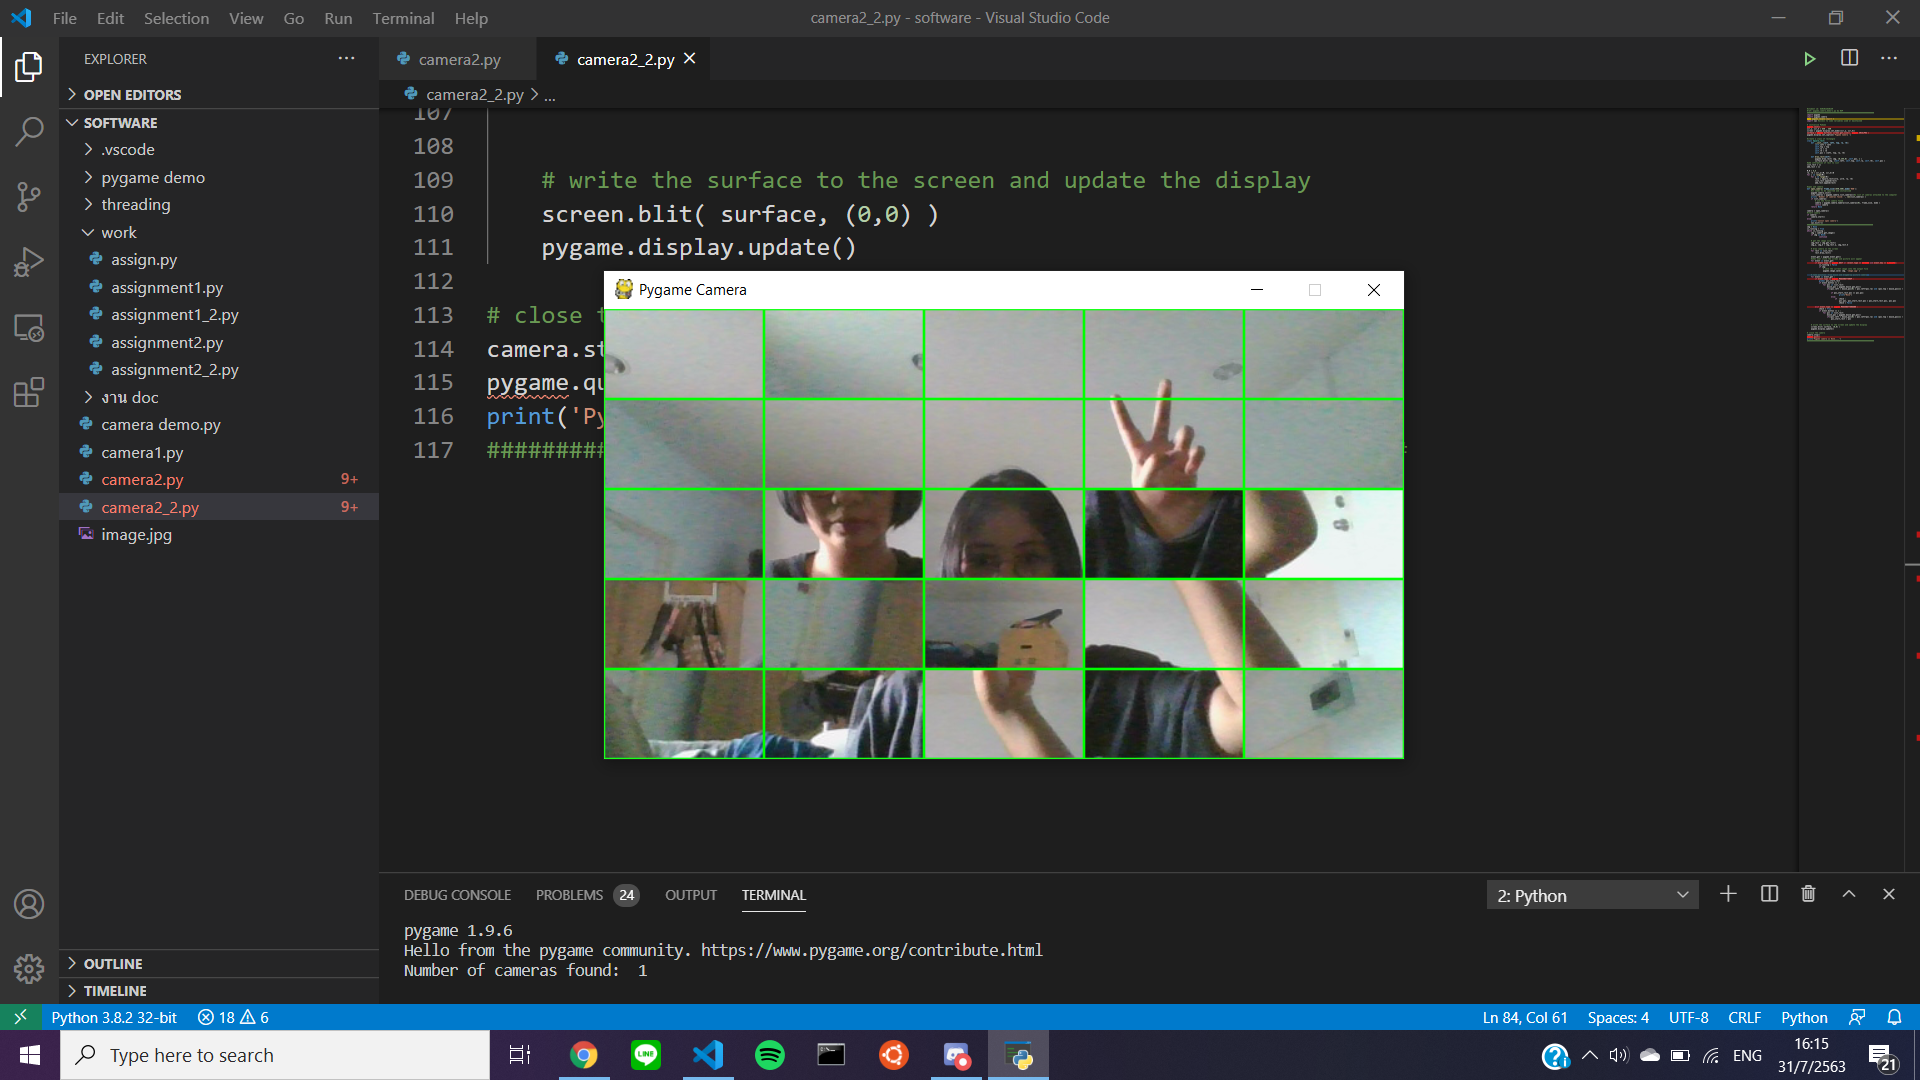 File Edit Selection View Go Run Terminal Help
camera2_2.py - software - Visual Studio Code
EXPLORER
OPEN EDITORS
SOFTWARE
.vscode
pygame demo
threading
work
assign.py
assignment1.py
assignment1_2.py
assignment2.py
assignment2_2.py
งาน doc
camera demo.py
camera1.py
camera2.py 9+
camera2_2.py 9+
image.jpg
OUTLINE
TIMELINE
camera2.py
camera2_2.py
camera2_2.py > ...
107
108
109 # write the surface to the screen and update the display
110 screen.blit( surface, (0,0) )
111 pygame.display.update()
112
113 # close t
114 camera.st
115 pygame.qu
116 print('Py
117 #########
Pygame Camera
DEBUG CONSOLE PROBLEMS 24 OUTPUT TERMINAL
2: Python
pygame 1.9.6
Hello from the pygame community. https://www.pygame.org/contribute.html
Number of cameras found:  1
Python 3.8.2 32-bit 18 6
Ln 84, Col 61 Spaces: 4 UTF-8 CRLF Python
Type here to search
LINE
ENG
16:15
31/7/2563
21